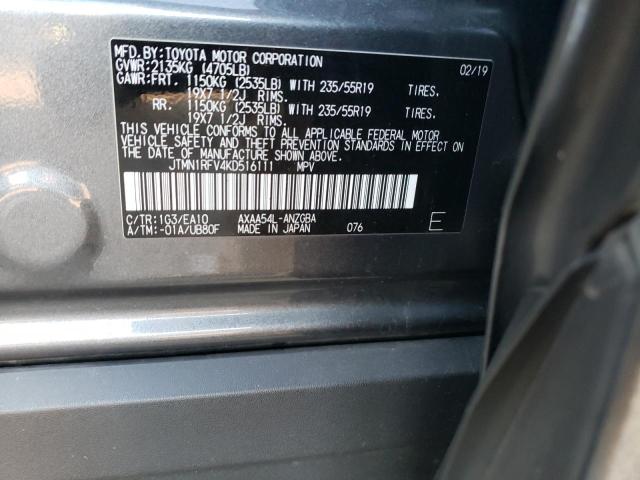 MFD.BY:TOYOTA MOTOR CORPORATION 02/19
GVWR:2135KG (4705LB)
GAWR:FRT. 1150KG (2535LB) WITH 235/55R19 TIRES.
19X7 1/2J RIMS.
RR. 1150KG (2535LB) WITH 235/55R19 TIRES.
19X7 1/2J RIMS.
THIS VEHICLE CONFORMS TO ALL APPLICABLE FEDERAL MOTOR
VEHICLE SAFETY AND THEFT PREVENTION STANDARDS IN EFFECT ON
THE DATE OF MANUFACTURE SHOWN ABOVE.
JTMN1RFV4KD516111 MPV
C/TR:1G3/EA10 AXAA54L-ANZGBA
A/TM:-01A/UB80F MADE IN JAPAN 076 E